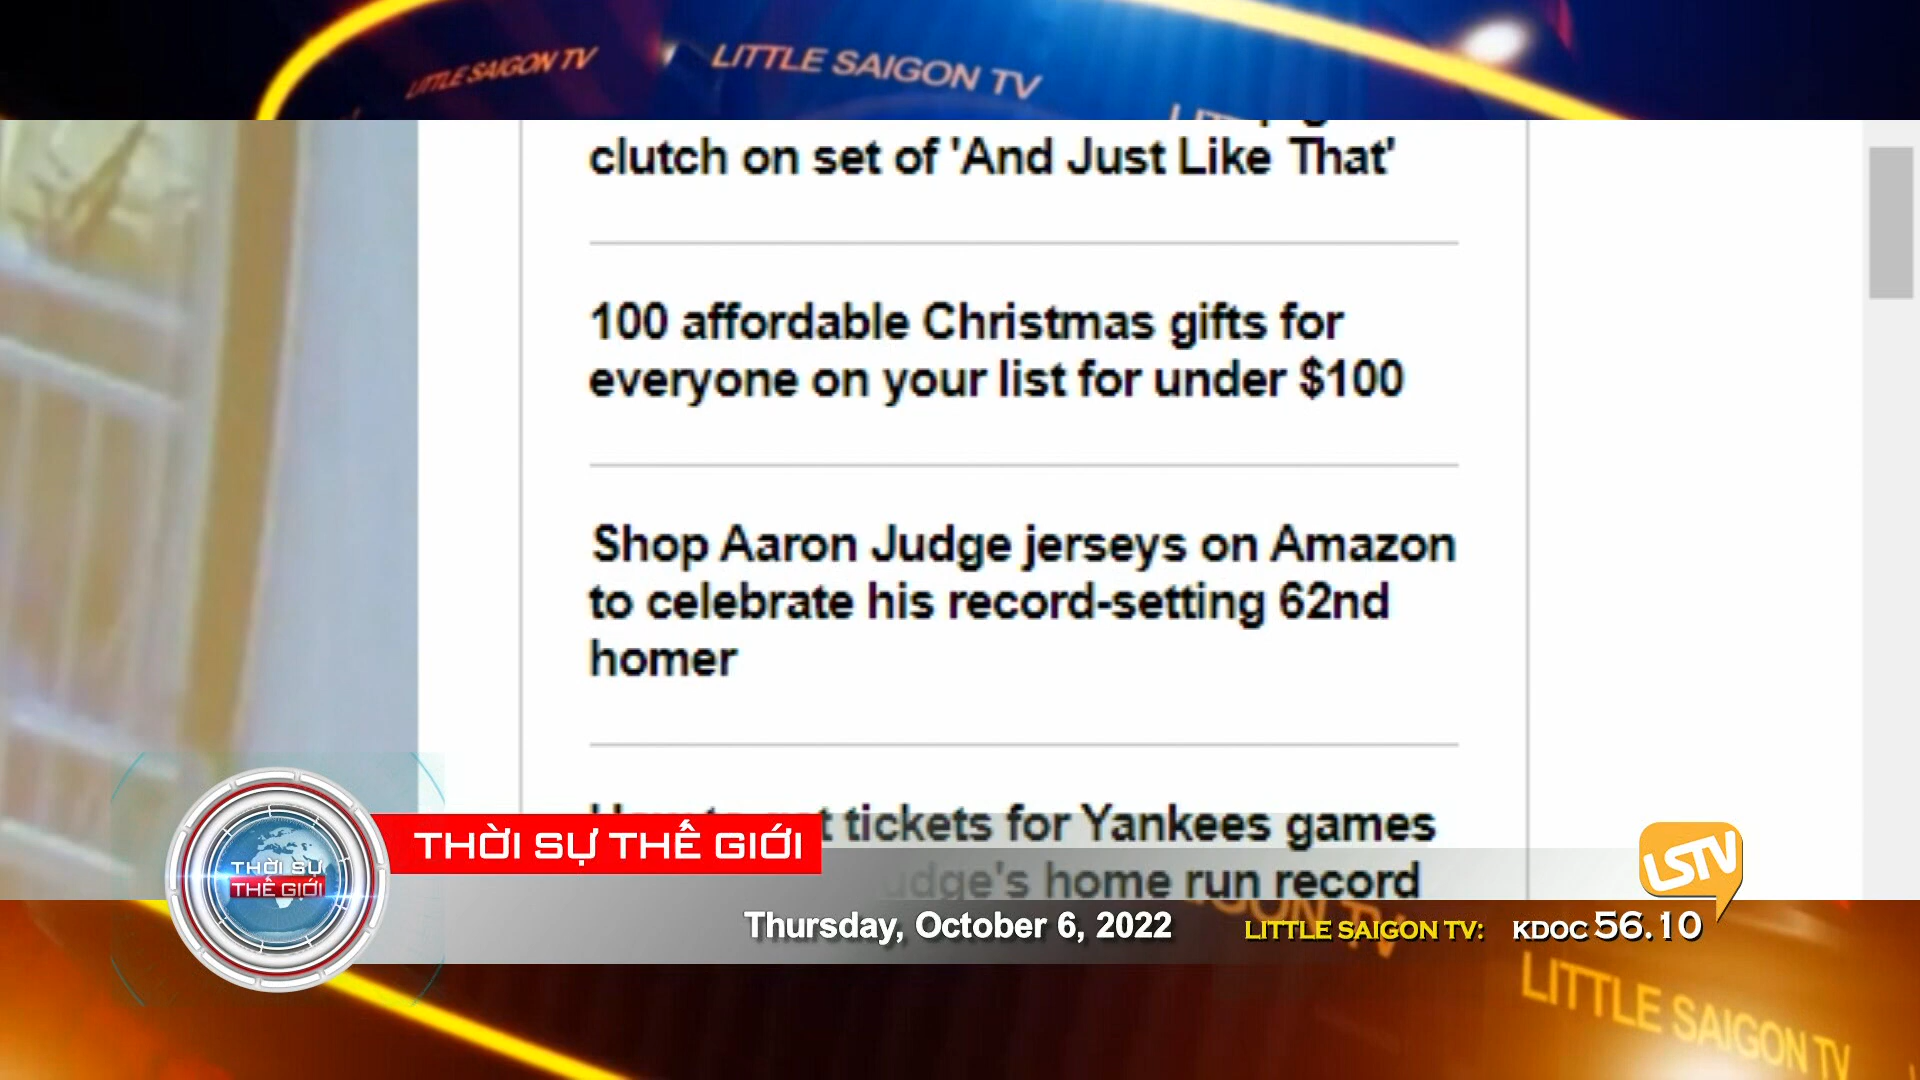 LITTLE SAIGON TV
LITTLE SAIGON TV
clutch on set of 'And Just Like That'
100 affordable Christmas gifts for
everyone on your list for under $100
Shop Aaron Judge jerseys on Amazon
to celebrate his record-setting 62nd
homer
tickets for Yankees games
home run record
THỜI SỰ THẾ GIỚI
THỜI SỰ
THẾ GIỚI
LSTV
Thursday, October 6, 2022
LITTLE SAIGON TV: KDOC 56.10
LITTLE SAIGON TV